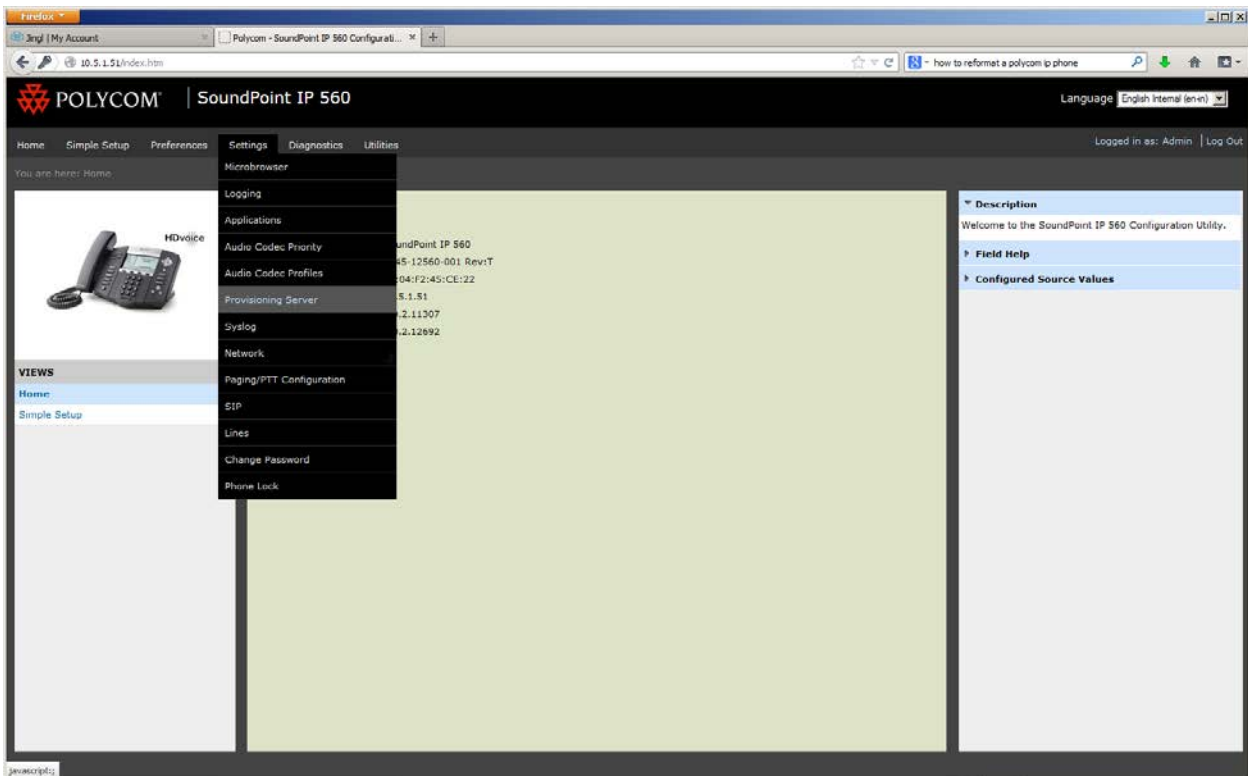 Firefox
Jingl | My Account
Polycom - SoundPoint IP 560 Configurati... × +
10.5.1.51/index.htm
how to reformat a polycom ip phone
POLYCOM | SoundPoint IP 560
Language English Internal (en-in)
Home Simple Setup Preferences Settings Diagnostics Utilities
Logged in as: Admin | Log Out
You are here: Home
Microbrowser
Logging
Applications
Audio Codec Priority
Audio Codec Profiles
Provisioning Server
Syslog
Network
Paging/PTT Configuration
SIP
Lines
Change Password
Phone Lock
HDvoice
VIEWS
Home
Simple Setup
undPoint IP 560
45-12560-001 Rev:T
:04:F2:45:CE:22
.5.1.51
.2.11307
.2.12692
Description
Welcome to the SoundPoint IP 560 Configuration Utility.
Field Help
Configured Source Values
javascript:;